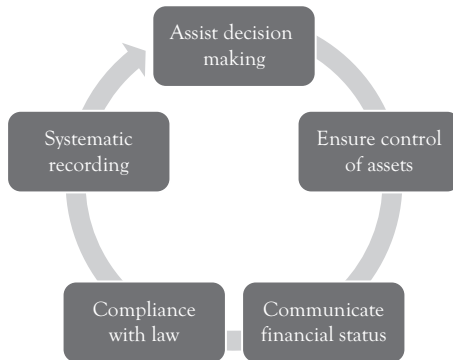 Assist decision
making
Ensure control
of assets
Communicate
financial status
Compliance
with law
Systematic
recording